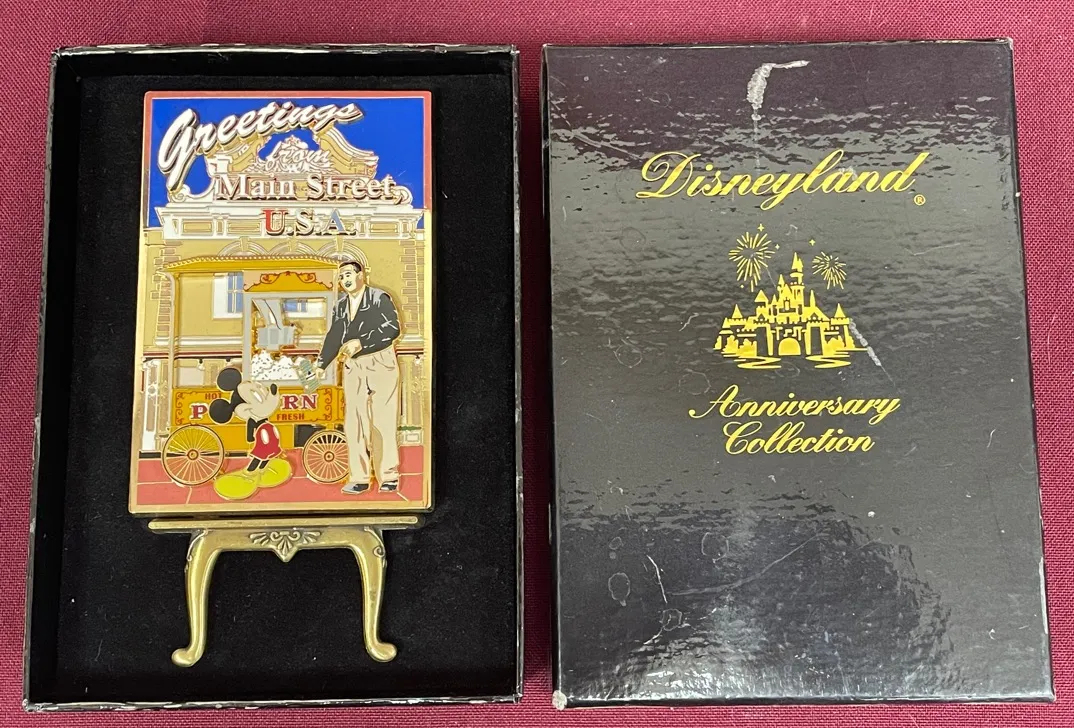 Greetings
from
Main Street,
U.S.A.
HOT
P RN
FRESH
Disneyland®
Anniversary
Collection